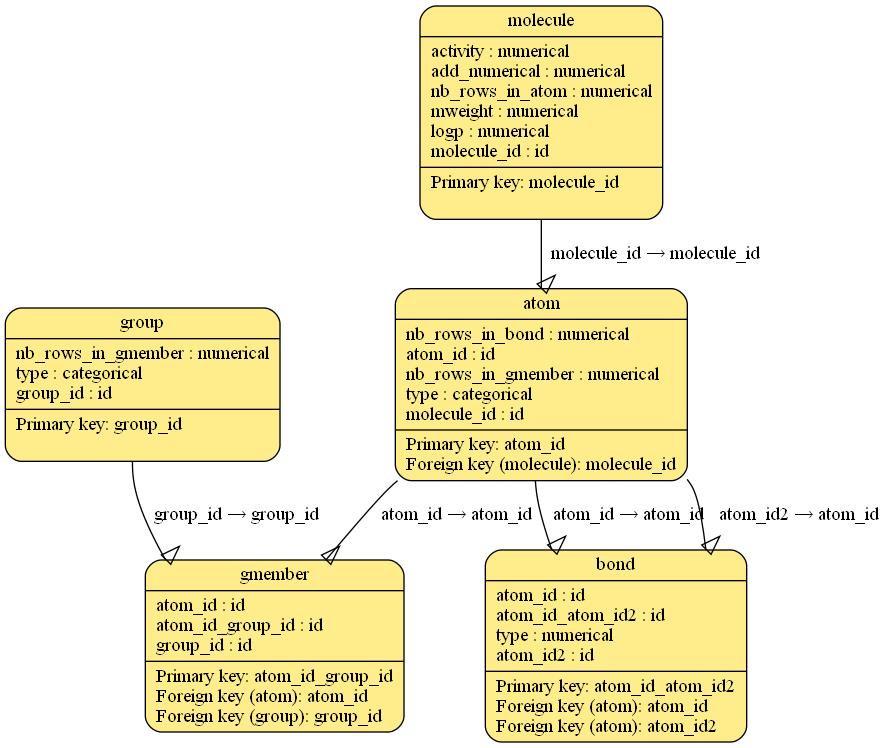 molecule
activity : numerical
add_numerical : numerical
nb_rows_in_atom : numerical
mweight : numerical
logp : numerical
molecule_id : id
Primary key: molecule_id
molecule_id → molecule_id
group
nb_rows_in_gmember : numerical
type : categorical
group_id : id
Primary key: group_id
atom
nb_rows_in_bond : numerical
atom_id : id
nb_rows_in_gmember : numerical
type : categorical
molecule_id : id
Primary key: atom_id
Foreign key (molecule): molecule_id
group_id → group_id
atom_id → atom_id
atom_id → atom_id
atom_id2 → atom_id
gmember
atom_id : id
atom_id_group_id : id
group_id : id
Primary key: atom_id_group_id
Foreign key (atom): atom_id
Foreign key (group): group_id
bond
atom_id : id
atom_id_atom_id2 : id
type : numerical
atom_id2 : id
Primary key: atom_id_atom_id2
Foreign key (atom): atom_id
Foreign key (atom): atom_id2